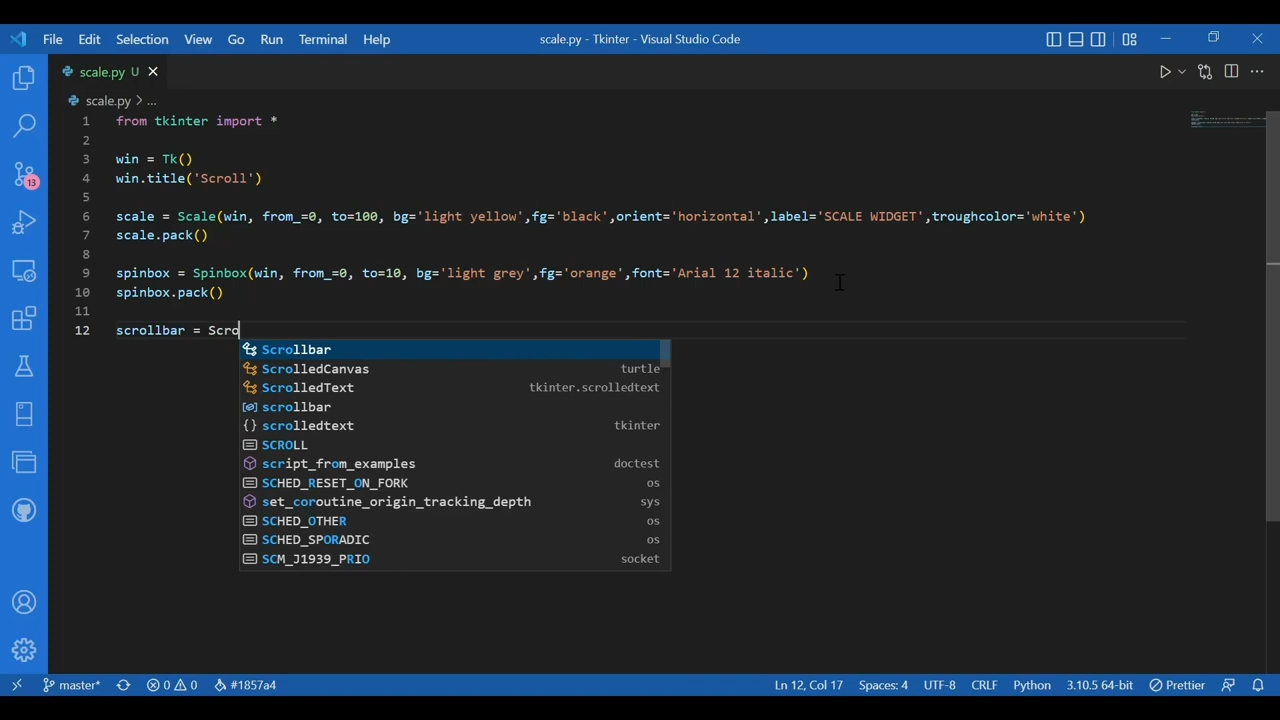 File Edit Selection View Go Run Terminal Help scale.py - Tkinter - Visual Studio Code
scale.py U
scale.py > ...
1 from tkinter import *
2
3 win = Tk()
4 win.title('Scroll')
5
6 scale = Scale(win, from_=0, to=100, bg='light yellow',fg='black',orient='horizontal',label='SCALE WIDGET',troughcolor='white')
7 scale.pack()
8
9 spinbox = Spinbox(win, from_=0, to=10, bg='light grey',fg='orange',font='Arial 12 italic')
10 spinbox.pack()
11
12 scrollbar = Scro
Scrollbar
ScrolledCanvas turtle
ScrolledText tkinter.scrolledtext
scrollbar
{} scrolledtext tkinter
SCROLL
script_from_examples doctest
SCHED_RESET_ON_FORK os
set_coroutine_origin_tracking_depth sys
SCHED_OTHER os
SCHED_SPORADIC os
SCM_J1939_PRIO socket
13
master* 0 0 #1857a4 Ln 12, Col 17 Spaces: 4 UTF-8 CRLF Python 3.10.5 64-bit Prettier